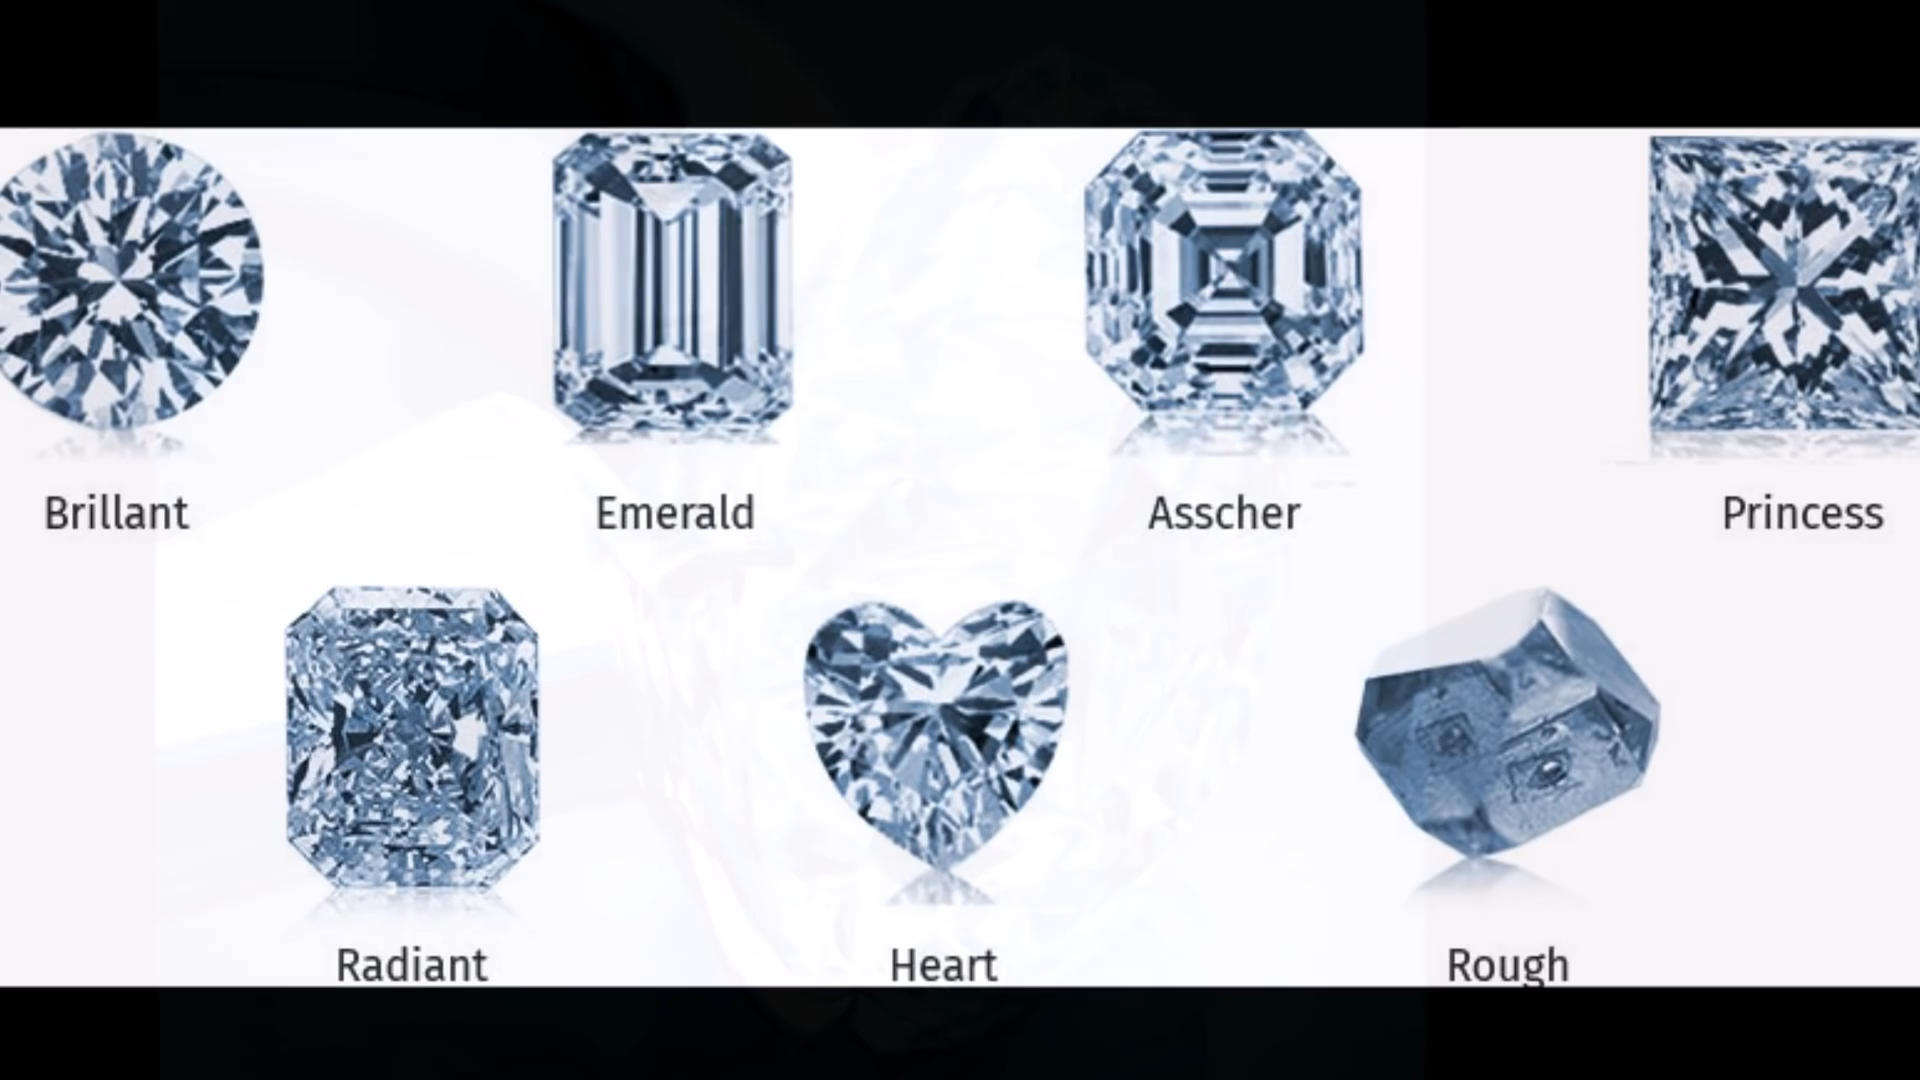 Brillant
Emerald
Asscher
Princess
Radiant
Heart
Rough